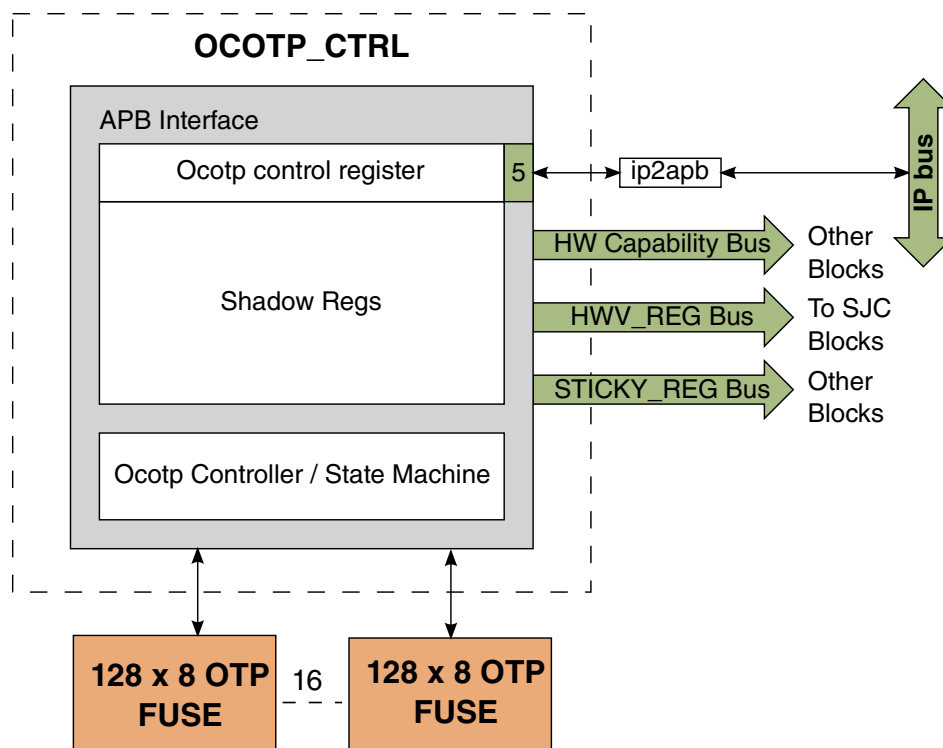 OCOTP_CTRL
APB Interface
Ocotp control register
5
ip2apb
IP bus
HW Capability Bus
Other
Blocks
Shadow Regs
HWV_REG Bus
To SJC
Blocks
STICKY_REG Bus
Other
Blocks
Ocotp Controller / State Machine
128 x 8 OTP
FUSE
16
128 x 8 OTP
FUSE